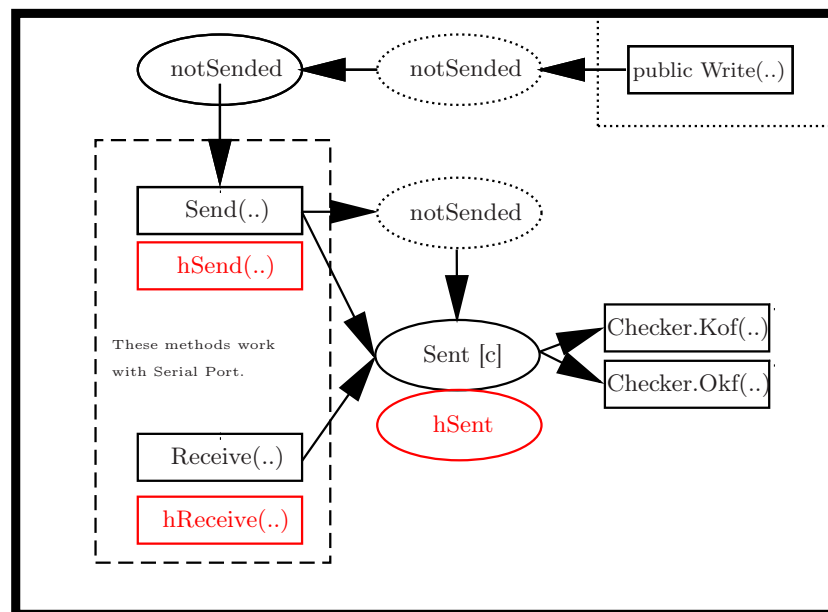 notSended
notSended
public Write(..)
Send(..)
notSended
hSend(..)
Checker.Kof(..)
These methods work
with Serial Port.
Sent [c]
Checker.Okf(..)
hSent
Receive(..)
hReceive(..)